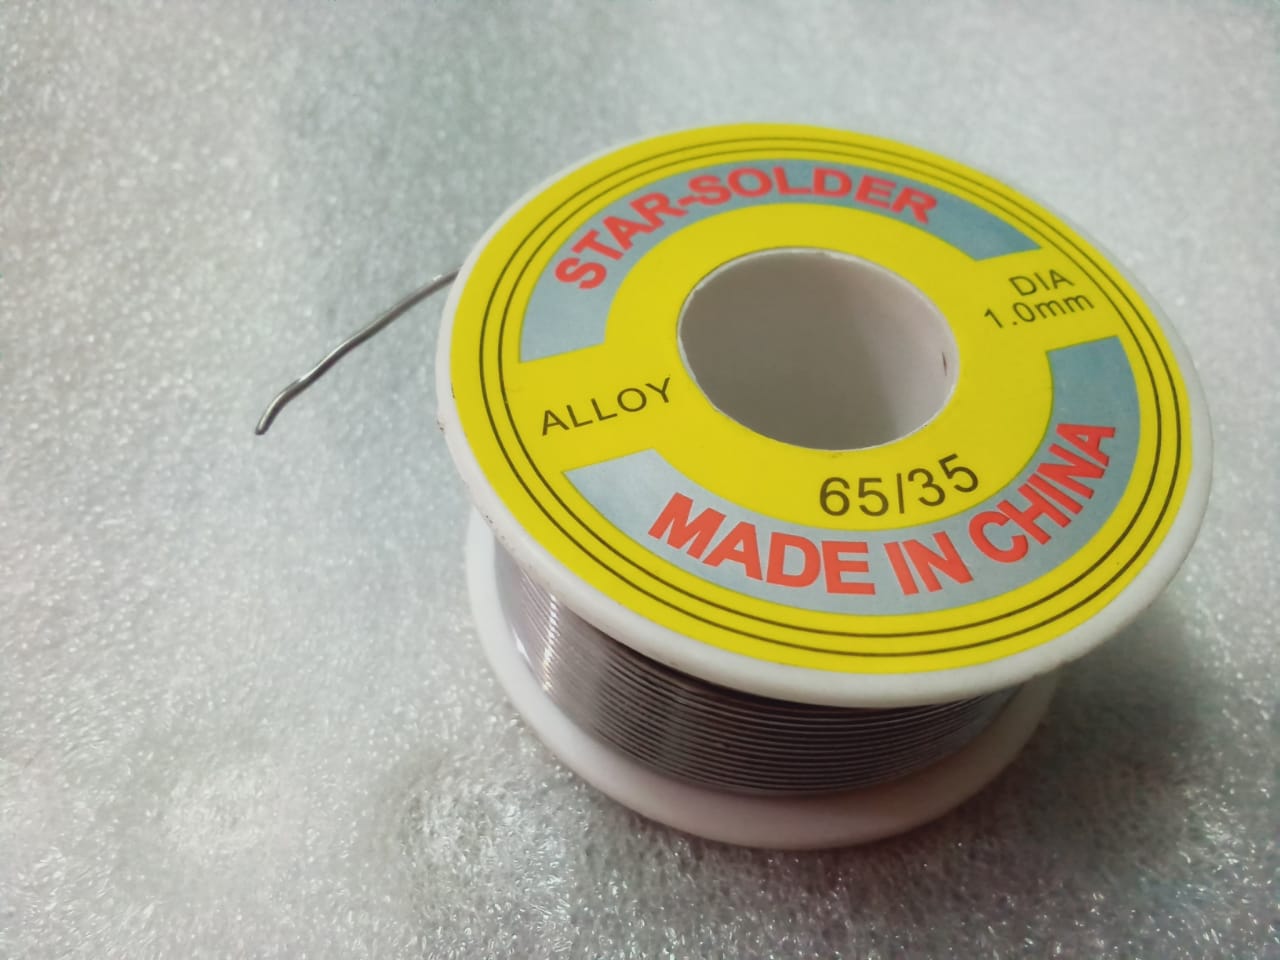 STAR-SOLDER
DIA
1.0mm
ALLOY
65/35
MADE IN CHINA